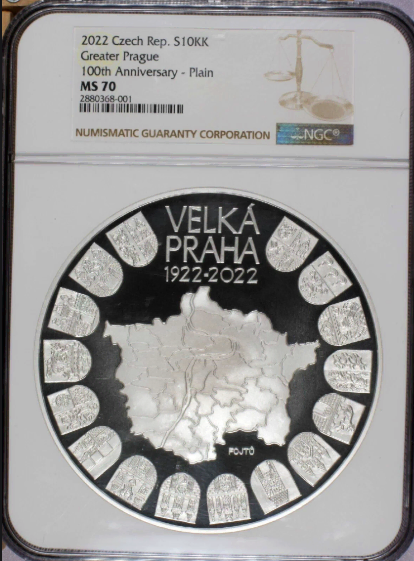 2022 Czech Rep. S10KK
Greater Prague
100th Anniversary - Plain
MS 70
2880368-001
NUMISMATIC GUARANTY CORPORATION
NGC®
VELKÁ
PRAHA
1922·2022
POJTŮ